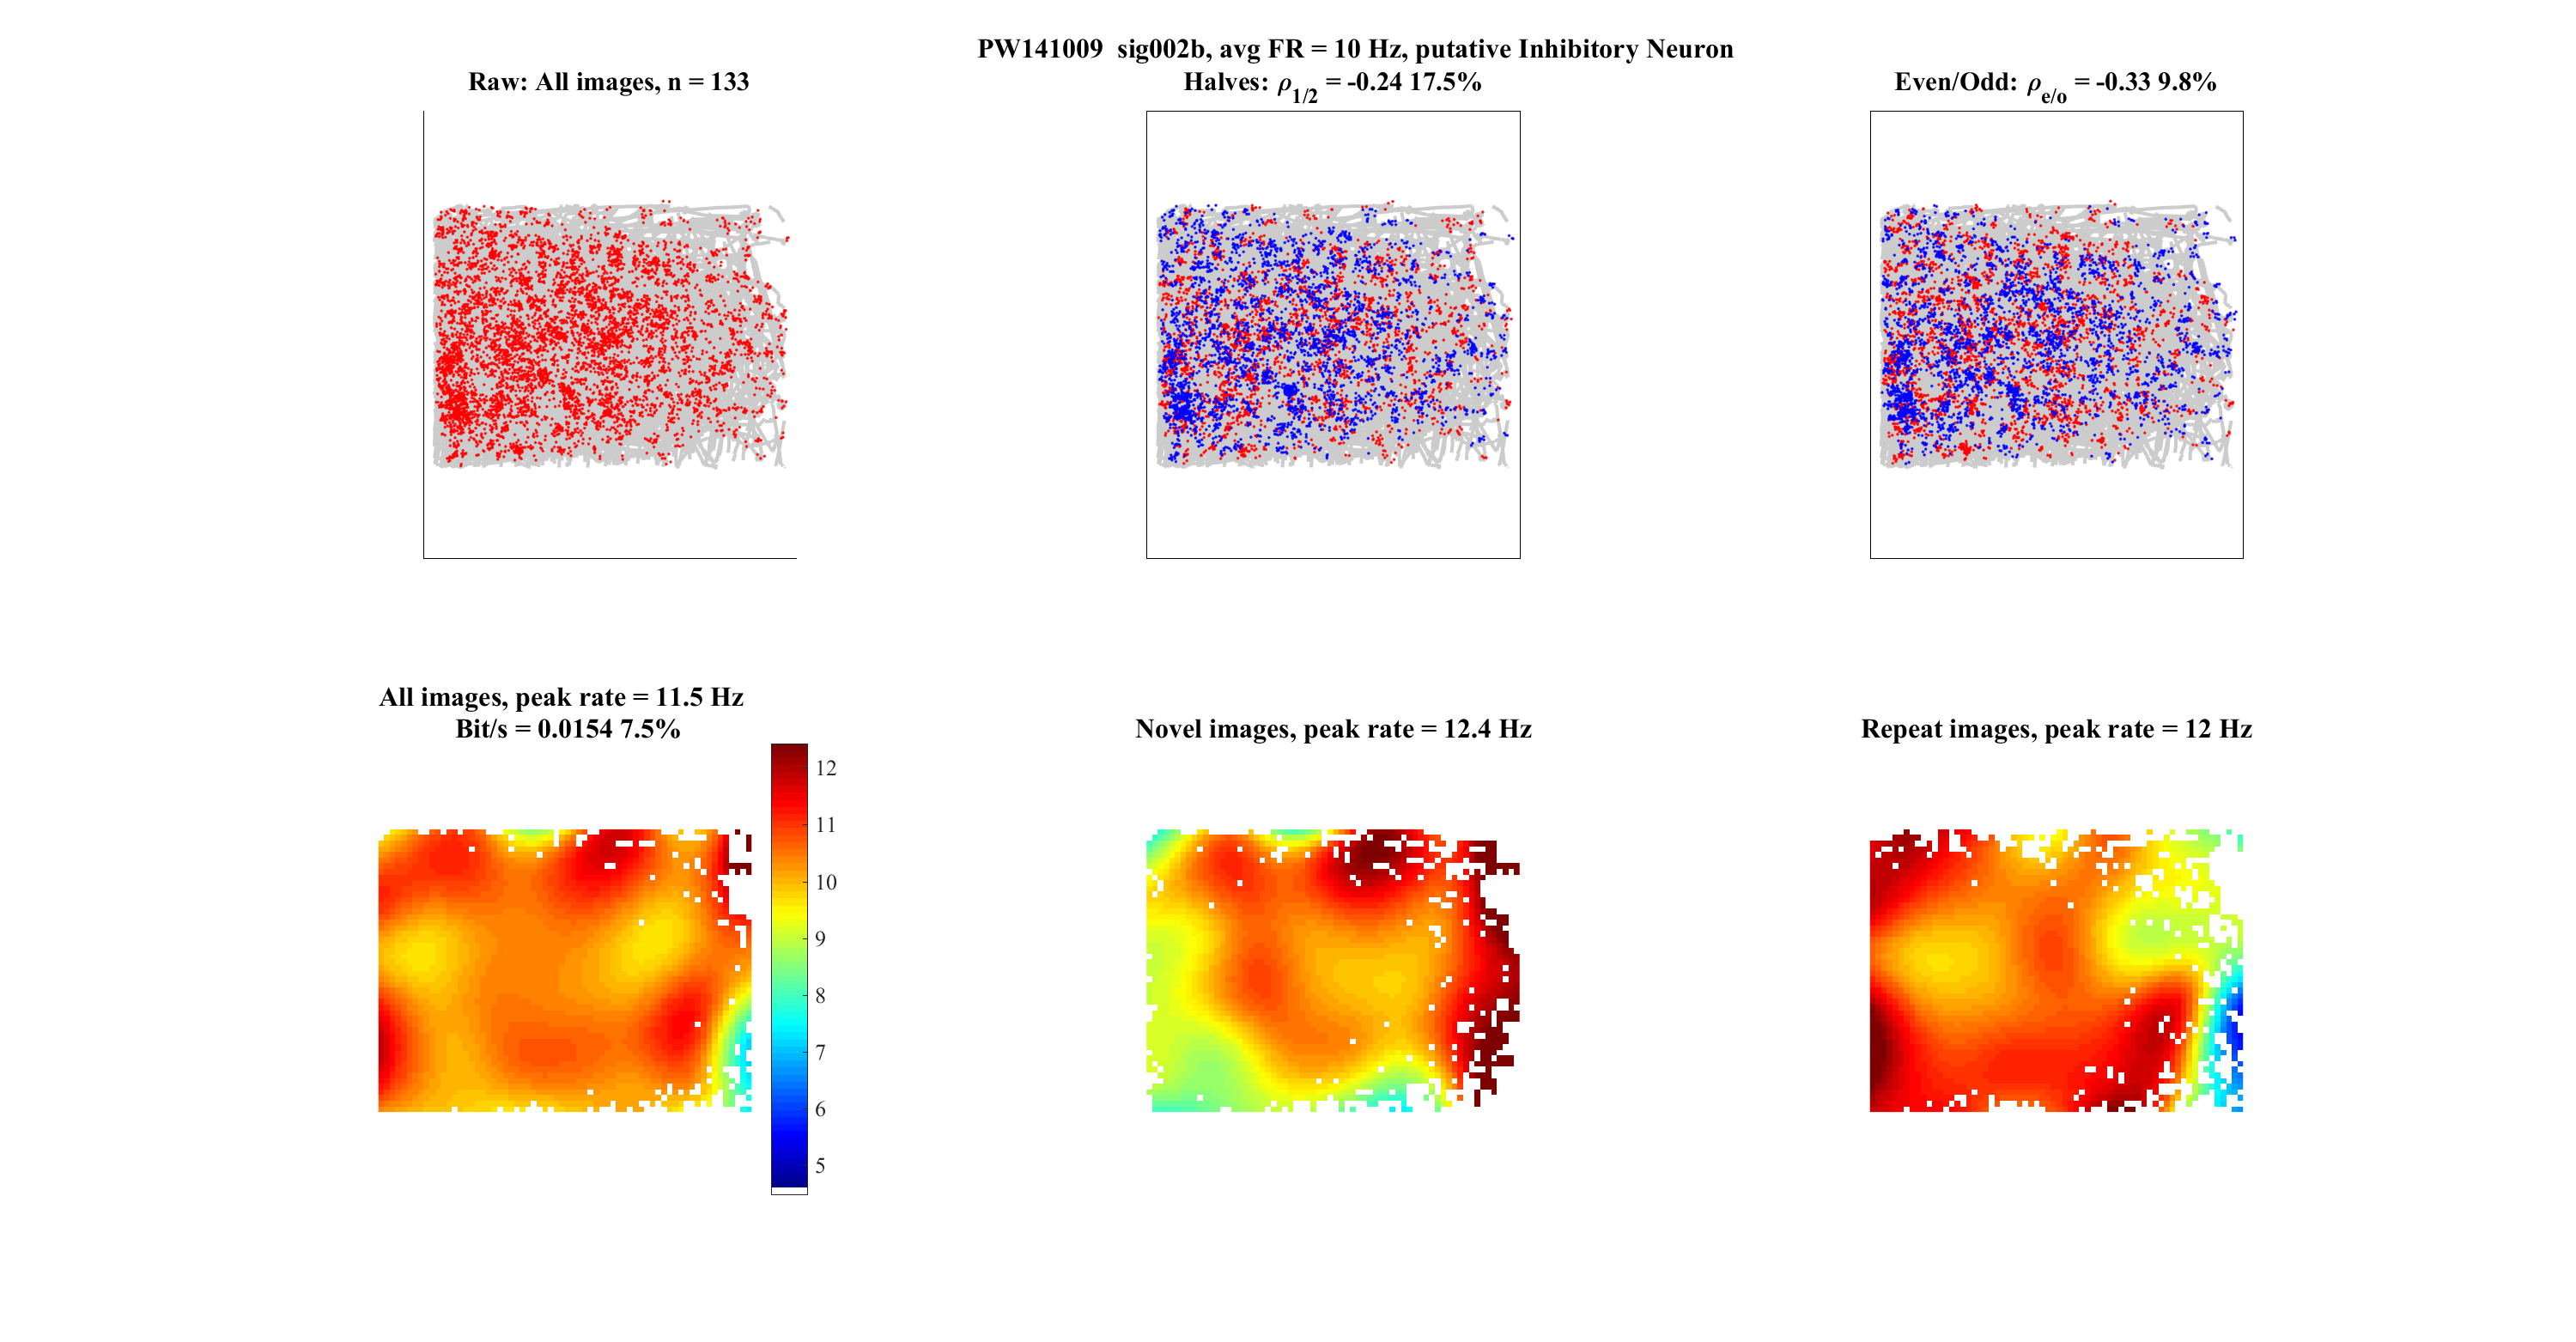 PW141009  sig002b, avg FR = 10 Hz, putative Inhibitory Neuron
Raw: All images, n = 133
Halves: ρ1/2 = -0.24 17.5%
Even/Odd: ρe/o = -0.33 9.8%
All images, peak rate = 11.5 Hz
Bit/s = 0.0154 7.5%
12
11
10
9
8
7
6
5
Novel images, peak rate = 12.4 Hz
Repeat images, peak rate = 12 Hz